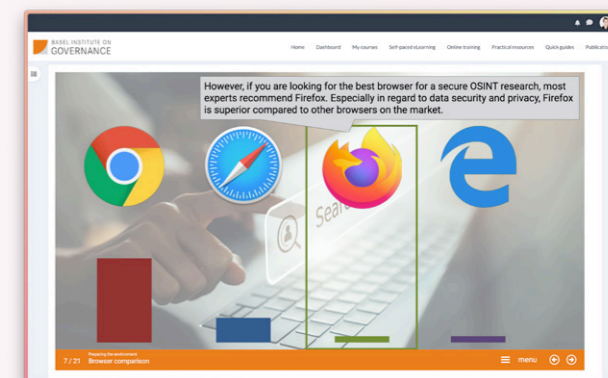 BASEL INSTITUTE ON
GOVERNANCE
Home Dashboard My courses Self-paced eLearning Online training Practical resources Quick guides Publicatio
However, if you are looking for the best browser for a secure OSINT research, most
experts recommend Firefox. Especially in regard to data security and privacy, Firefox
is superior compared to other browsers on the market.
Sear
Preparing the environment
7 / 21 Browser comparison
menu